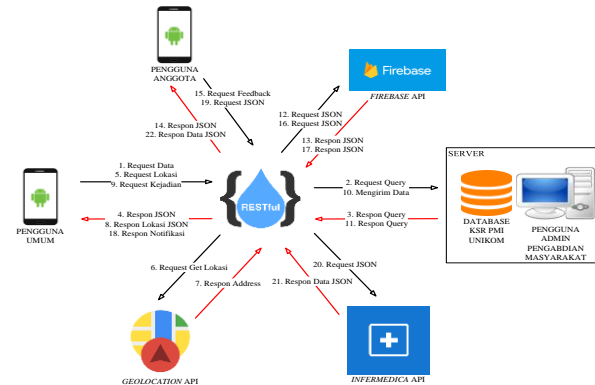 PENGGUNA
ANGGOTA
15. Request Feedback
19. Request JSON
14. Respon JSON
22. Respon Data JSON
Firebase
FIREBASE API
12. Request JSON
16. Request JSON
13. Respon JSON
17. Respon JSON
PENGGUNA
UMUM
1. Request Data
5. Request Lokasi
9. Request Kejadian
4. Respon JSON
8. Respon Lokasi JSON
18. Respon Notifikasi
{RESTful}
2. Request Query
10. Mengirim Data
3. Respon Query
11. Respon Query
SERVER
DATABASE
KSR PMI
UNIKOM
PENGGUNA
ADMIN
PENGABDIAN
MASYARAKAT
6. Request Get Lokasi
7. Respon Address
GEOLOCATION API
20. Request JSON
21. Respon Data JSON
INFERMEDICA API